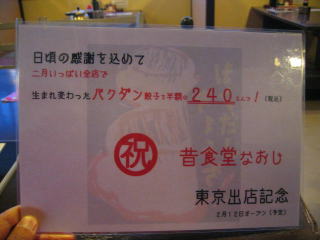 日頃の感謝を込めて
二月いっぱい全店で
生まれ変わったバクダン餃子を半額の240えんっ!(税込)
祝 昔食堂なおじ
東京出店記念
2月12日オープン(予定)